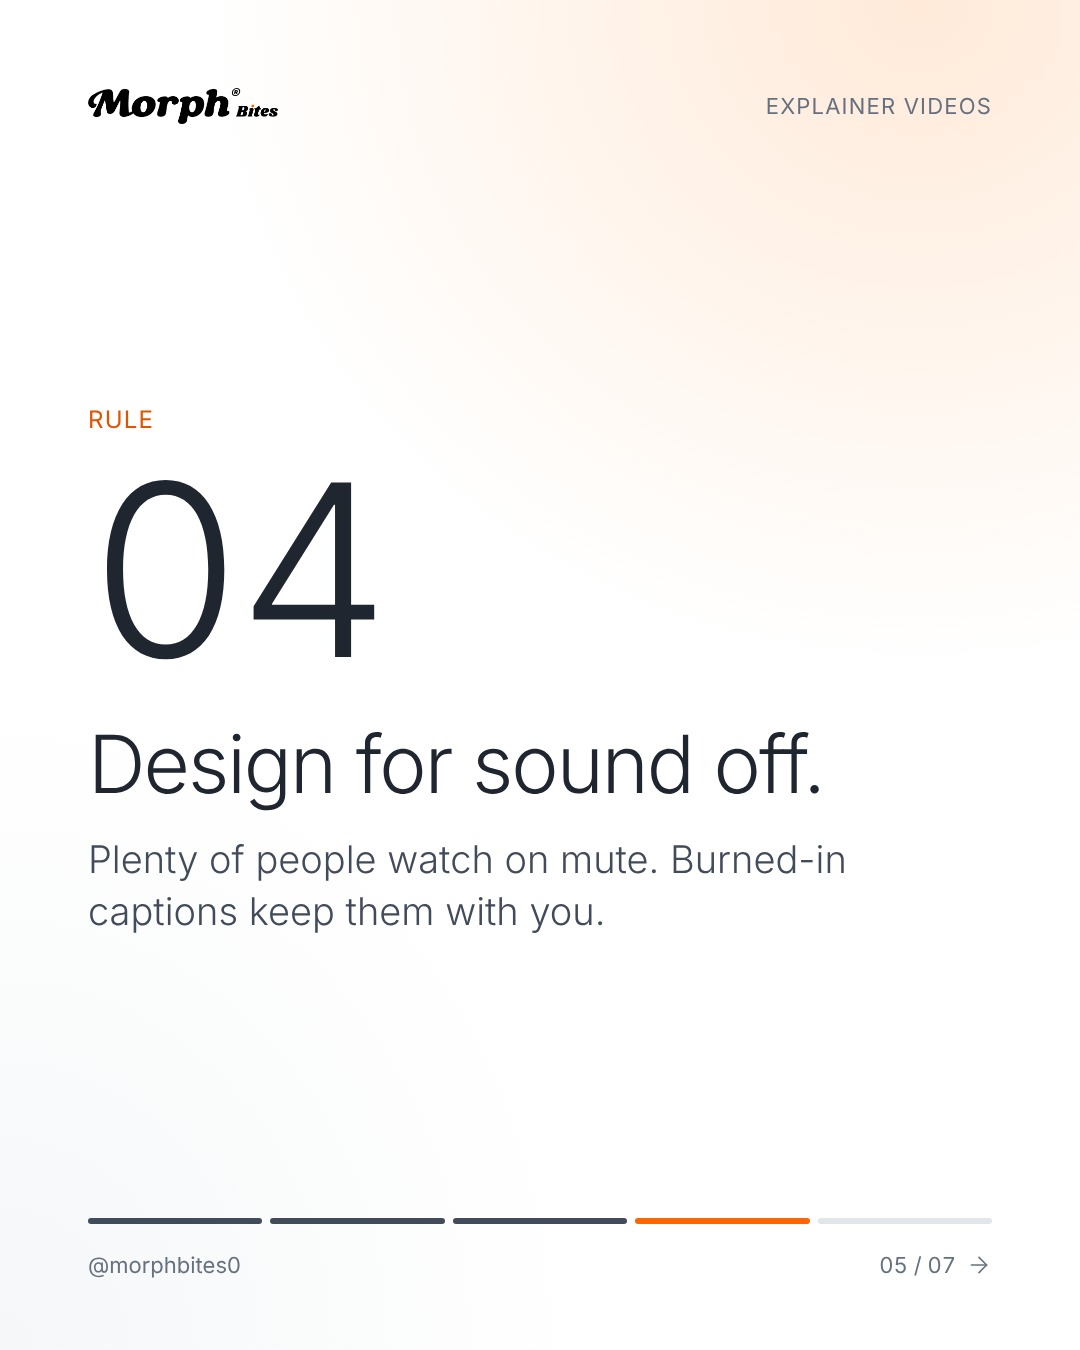 Morph® Bites
EXPLAINER VIDEOS
RULE
04
Design for sound off.
Plenty of people watch on mute. Burned-in
captions keep them with you.
@morphbites0
05 / 07 →